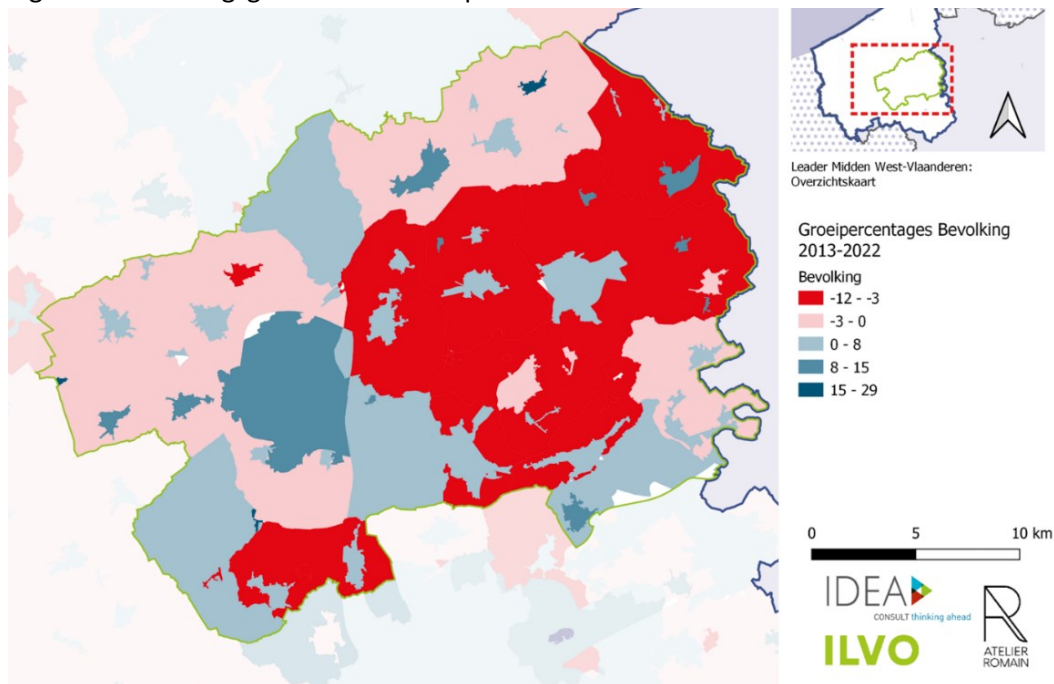 Leader Midden West-Vlaanderen:
Overzichtskaart
Groeipercentages Bevolking
2013-2022
Bevolking
-12 - -3
-3 - 0
0 - 8
8 - 15
15 - 29
0 5 10 km
IDEA
CONSULT thinking ahead
ILVO
R
ATELIER
ROMAIN